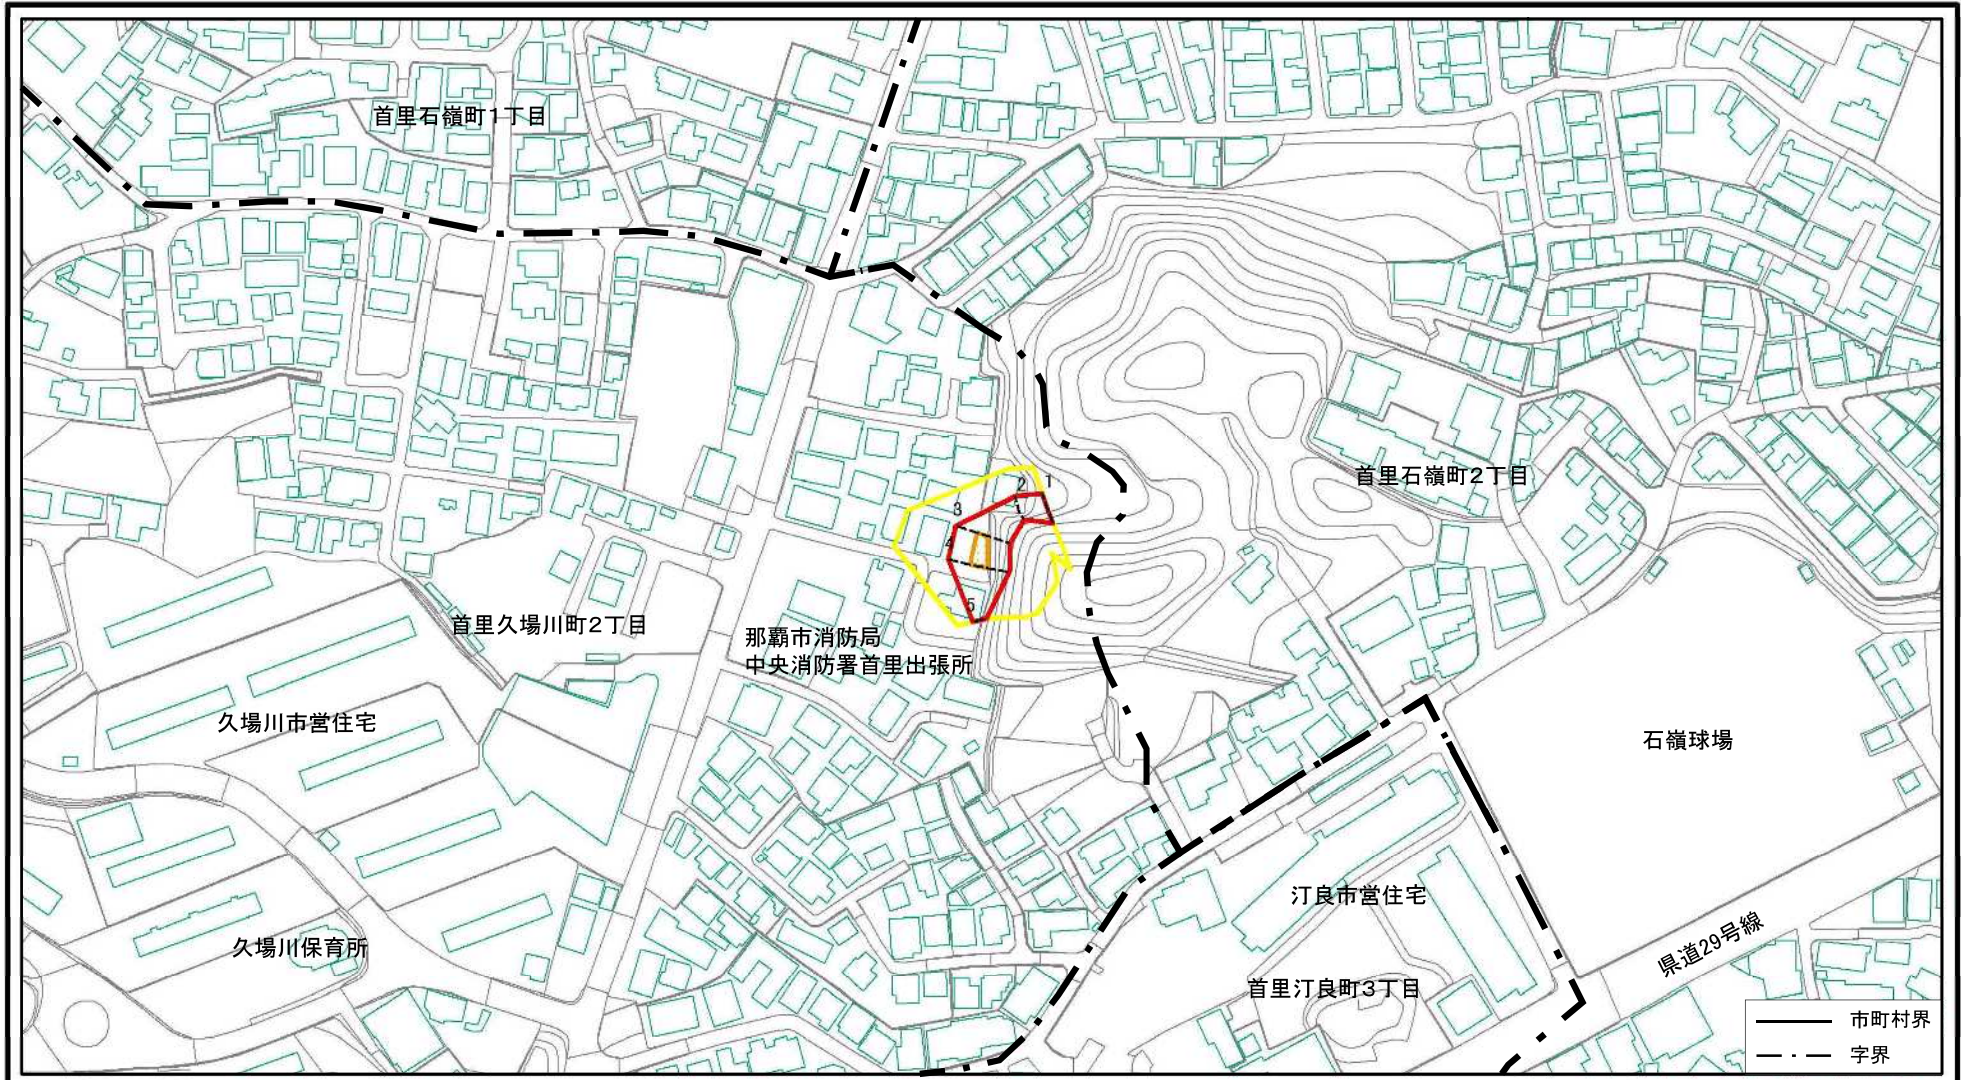 首里石嶺町1丁目
首里石嶺町2丁目
1
2
3
4
5
首里久場川町2丁目
那覇市消防局
中央消防署首里出張所
久場川市営住宅
石嶺球場
汀良市営住宅
久場川保育所
県道29号線
首里汀良町3丁目
市町村界
字界